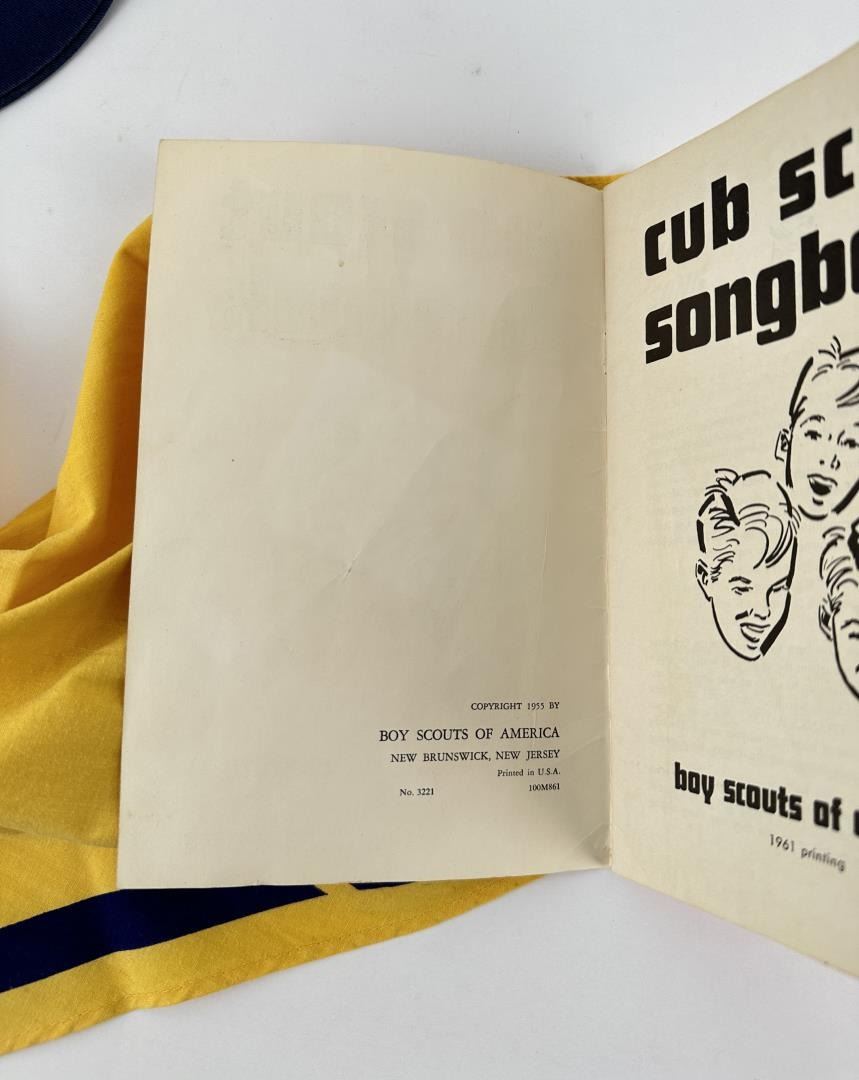 COPYRIGHT 1955 BY
BOY SCOUTS OF AMERICA
NEW BRUNSWICK, NEW JERSEY
Printed in U.S.A.
No. 3221 100M861
cub sc
songbo
boy scouts of
1961 printing